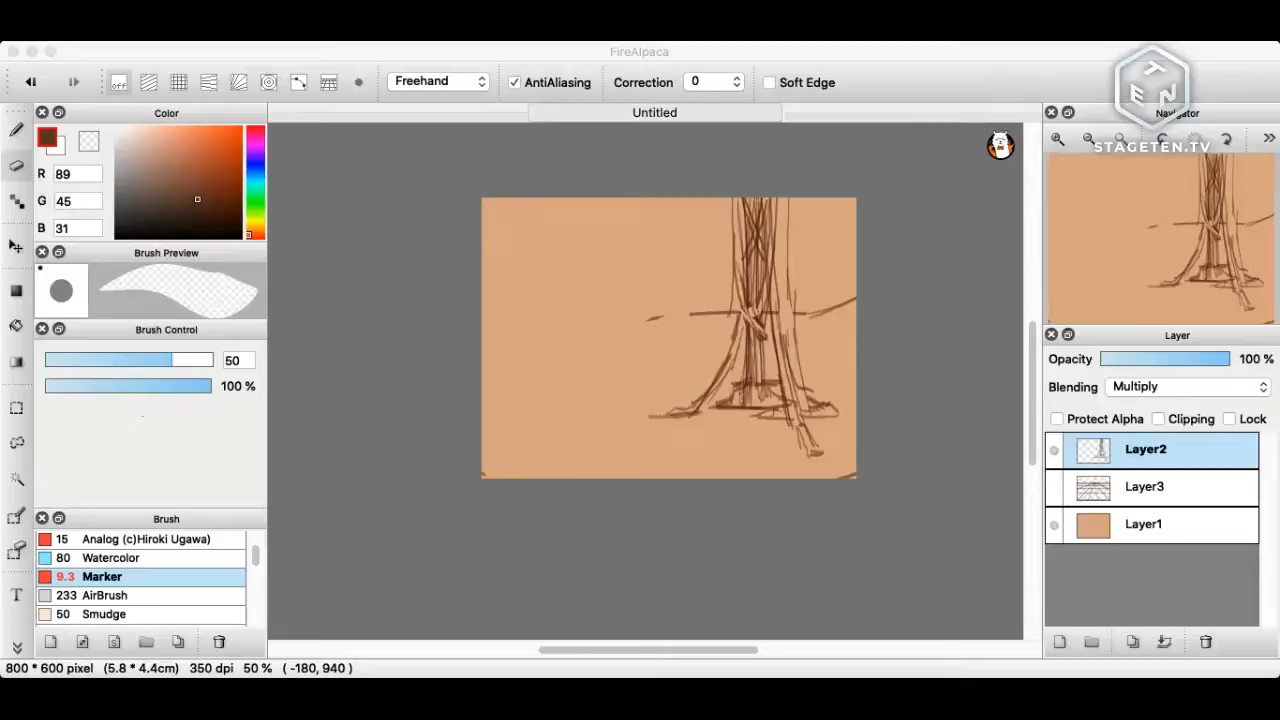 FireAlpaca
off
Freehand
AntiAliasing
Correction
0
Soft Edge
TEN
STAGETEN.TV
Color
Untitled
Navigator
R 89
G 45
B 31
Brush Preview
Brush Control
50
100 %
Layer
Opacity 100 %
Blending Multiply
Protect Alpha Clipping Lock
Layer2
Layer3
Layer1
Brush
15 Analog (c)Hiroki Ugawa)
80 Watercolor
9.3 Marker
233 AirBrush
50 Smudge
T
800 * 600 pixel (5.8 * 4.4cm) 350 dpi 50 % ( -180, 940 )